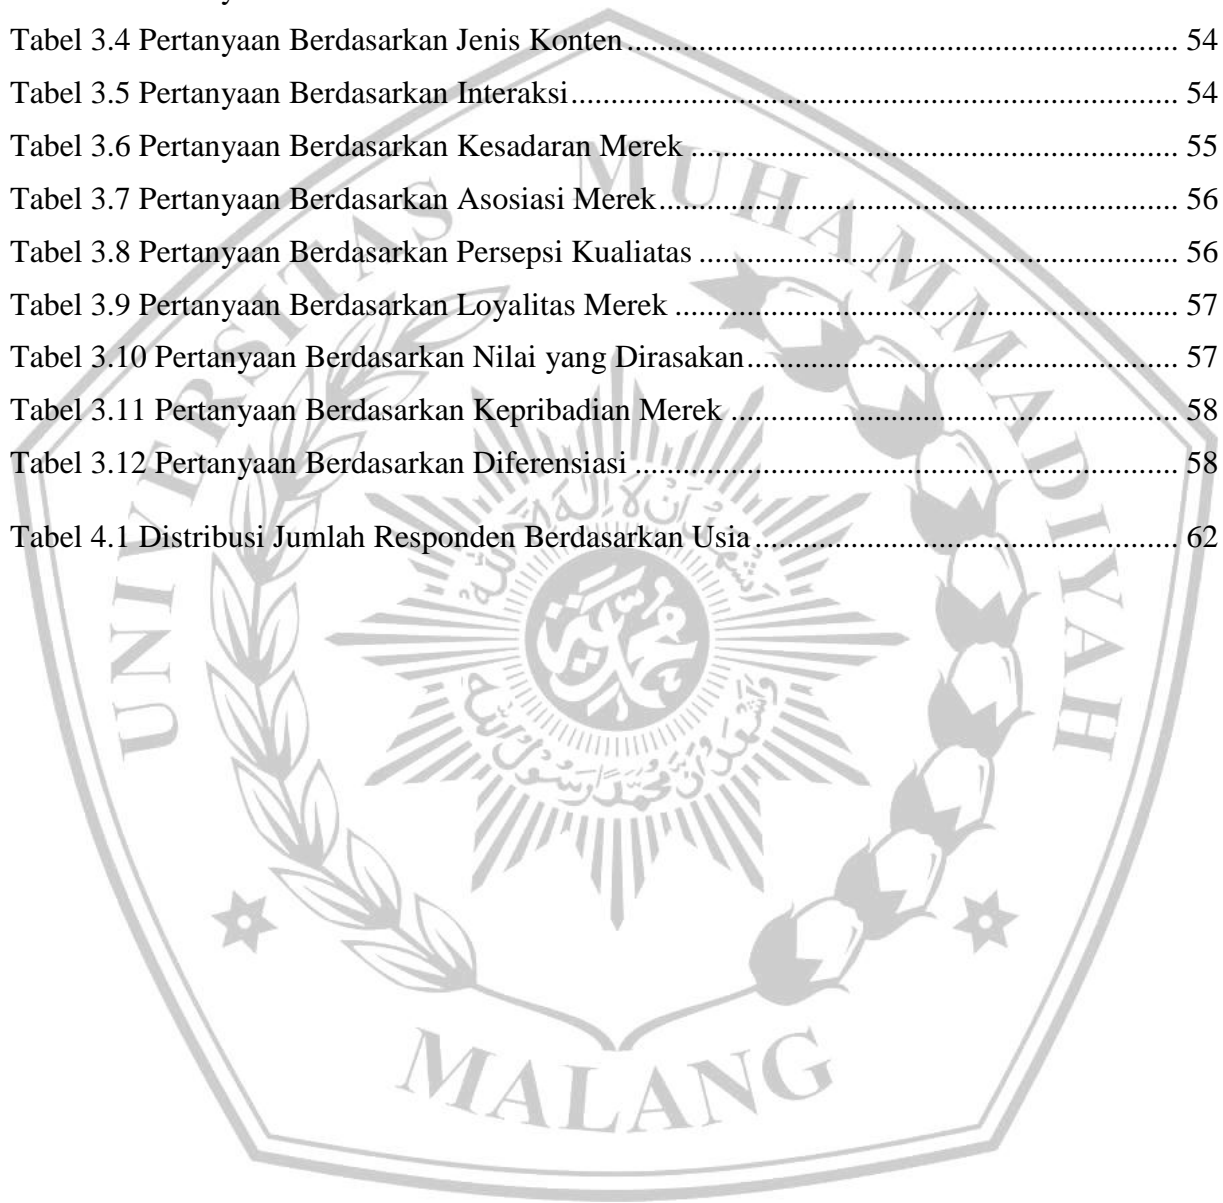 Tabel 3.4 Pertanyaan Berdasarkan Jenis Konten.......................................................................... 54
Tabel 3.5 Pertanyaan Berdasarkan Interaksi................................................................................. 54
Tabel 3.6 Pertanyaan Berdasarkan Kesadaran Merek .................................................................. 55
Tabel 3.7 Pertanyaan Berdasarkan Asosiasi Merek...................................................................... 56
Tabel 3.8 Pertanyaan Berdasarkan Persepsi Kualiatas ................................................................. 56
Tabel 3.9 Pertanyaan Berdasarkan Loyalitas Merek .................................................................... 57
Tabel 3.10 Pertanyaan Berdasarkan Nilai yang Dirasakan........................................................... 57
Tabel 3.11 Pertanyaan Berdasarkan Kepribadian Merek ............................................................. 58
Tabel 3.12 Pertanyaan Berdasarkan Diferensiasi ......................................................................... 58
Tabel 4.1 Distribusi Jumlah Responden Berdasarkan Usia .......................................................... 62
UNIVERSITAS MUHAMMADIYAH
MALANG